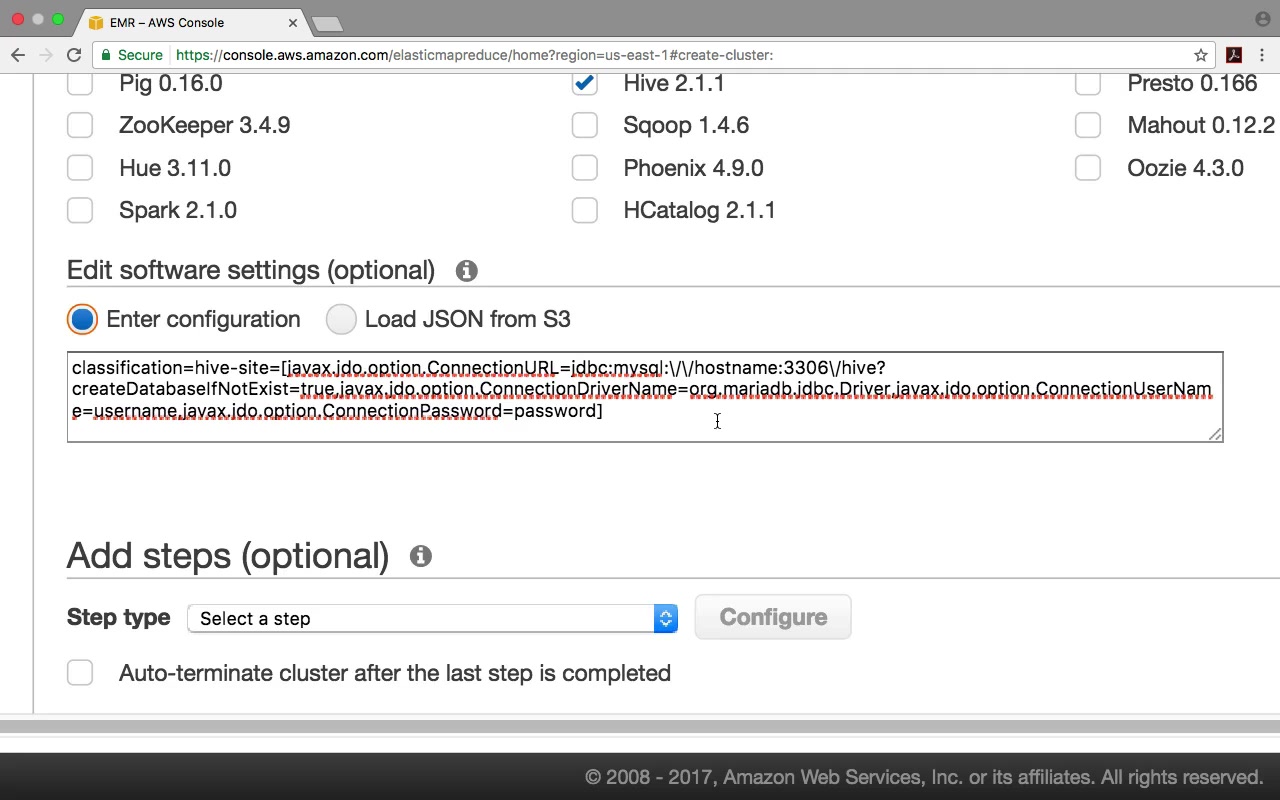 EMR – AWS Console
Secure https://console.aws.amazon.com/elasticmapreduce/home?region=us-east-1#create-cluster:
Pig 0.16.0 Hive 2.1.1 Presto 0.166
ZooKeeper 3.4.9 Sqoop 1.4.6 Mahout 0.12.2
Hue 3.11.0 Phoenix 4.9.0 Oozie 4.3.0
Spark 2.1.0 HCatalog 2.1.1
Edit software settings (optional)
Enter configuration Load JSON from S3
classification=hive-site=[javax.jdo.option.ConnectionURL=jdbc:mysql:\/\/hostname:3306\/hive?
createDatabaseIfNotExist=true,javax.jdo.option.ConnectionDriverName=org.mariadb.jdbc.Driver,javax.jdo.option.ConnectionUserNam
e=username,javax.jdo.option.ConnectionPassword=password]
Add steps (optional)
Step type Select a step Configure
Auto-terminate cluster after the last step is completed
© 2008 - 2017, Amazon Web Services, Inc. or its affiliates. All rights reserved.